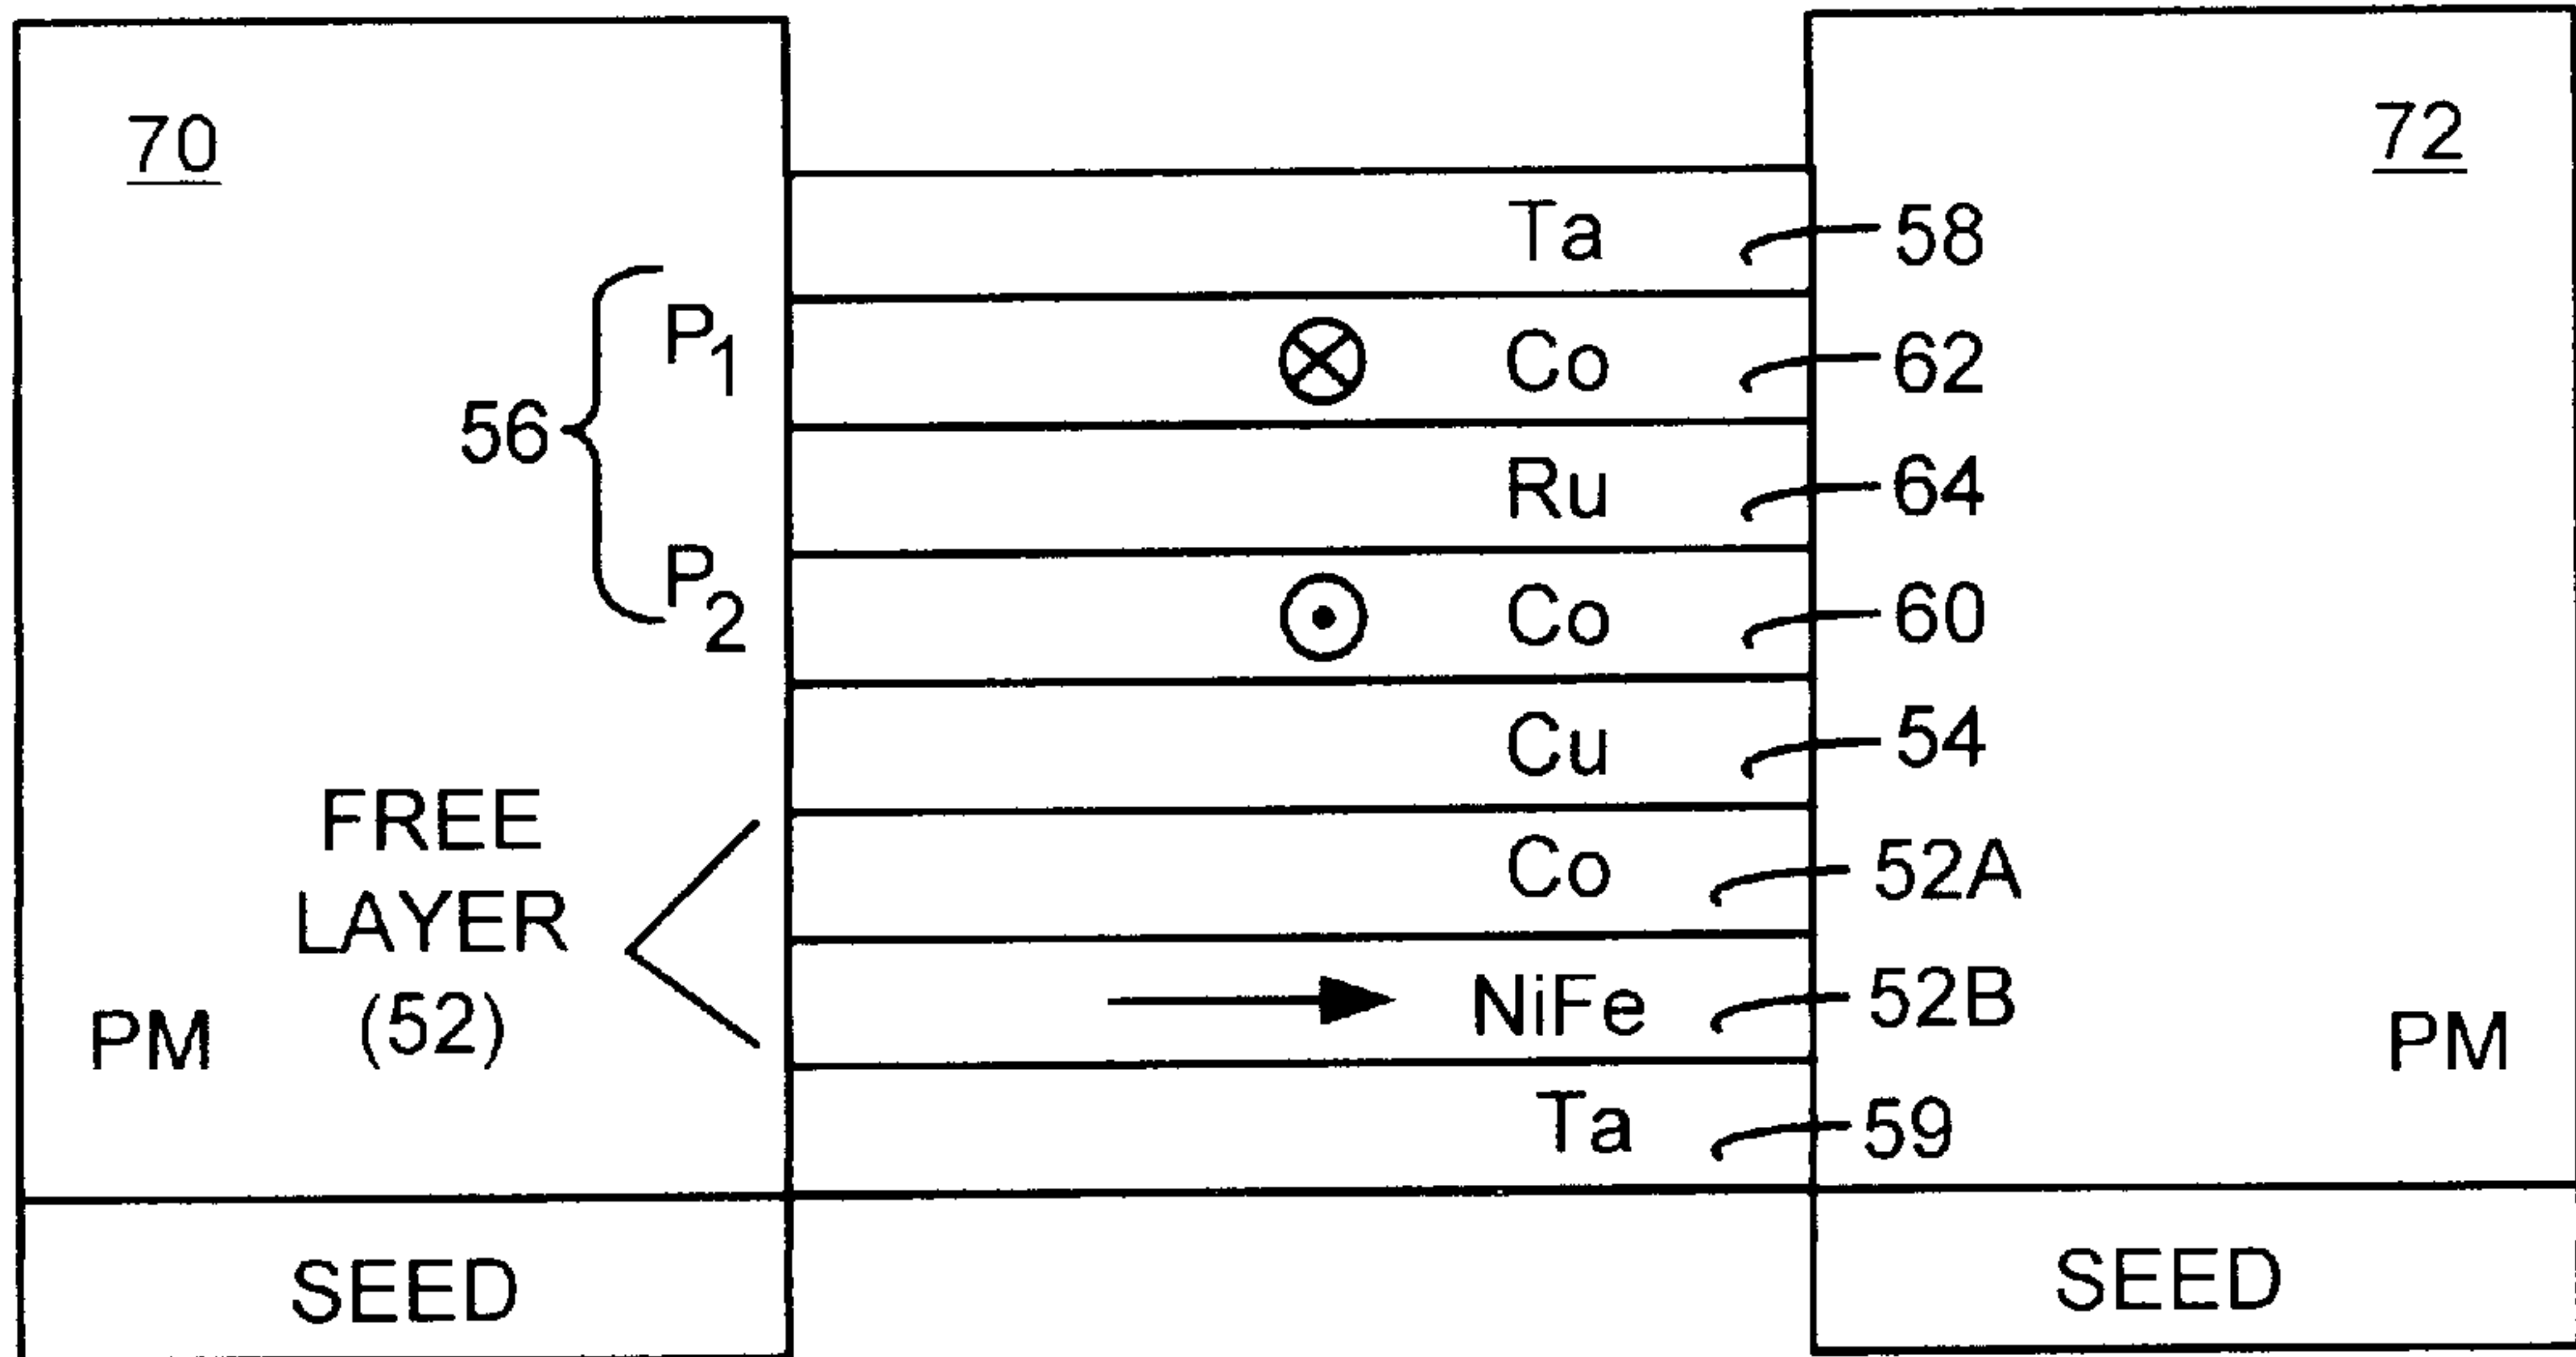 70
72
Ta
58
P1
Co
62
56
Ru
64
P2
Co
60
Cu
54
FREE
LAYER
(52)
Co
52A
NiFe
52B
PM
PM
Ta
59
SEED
SEED